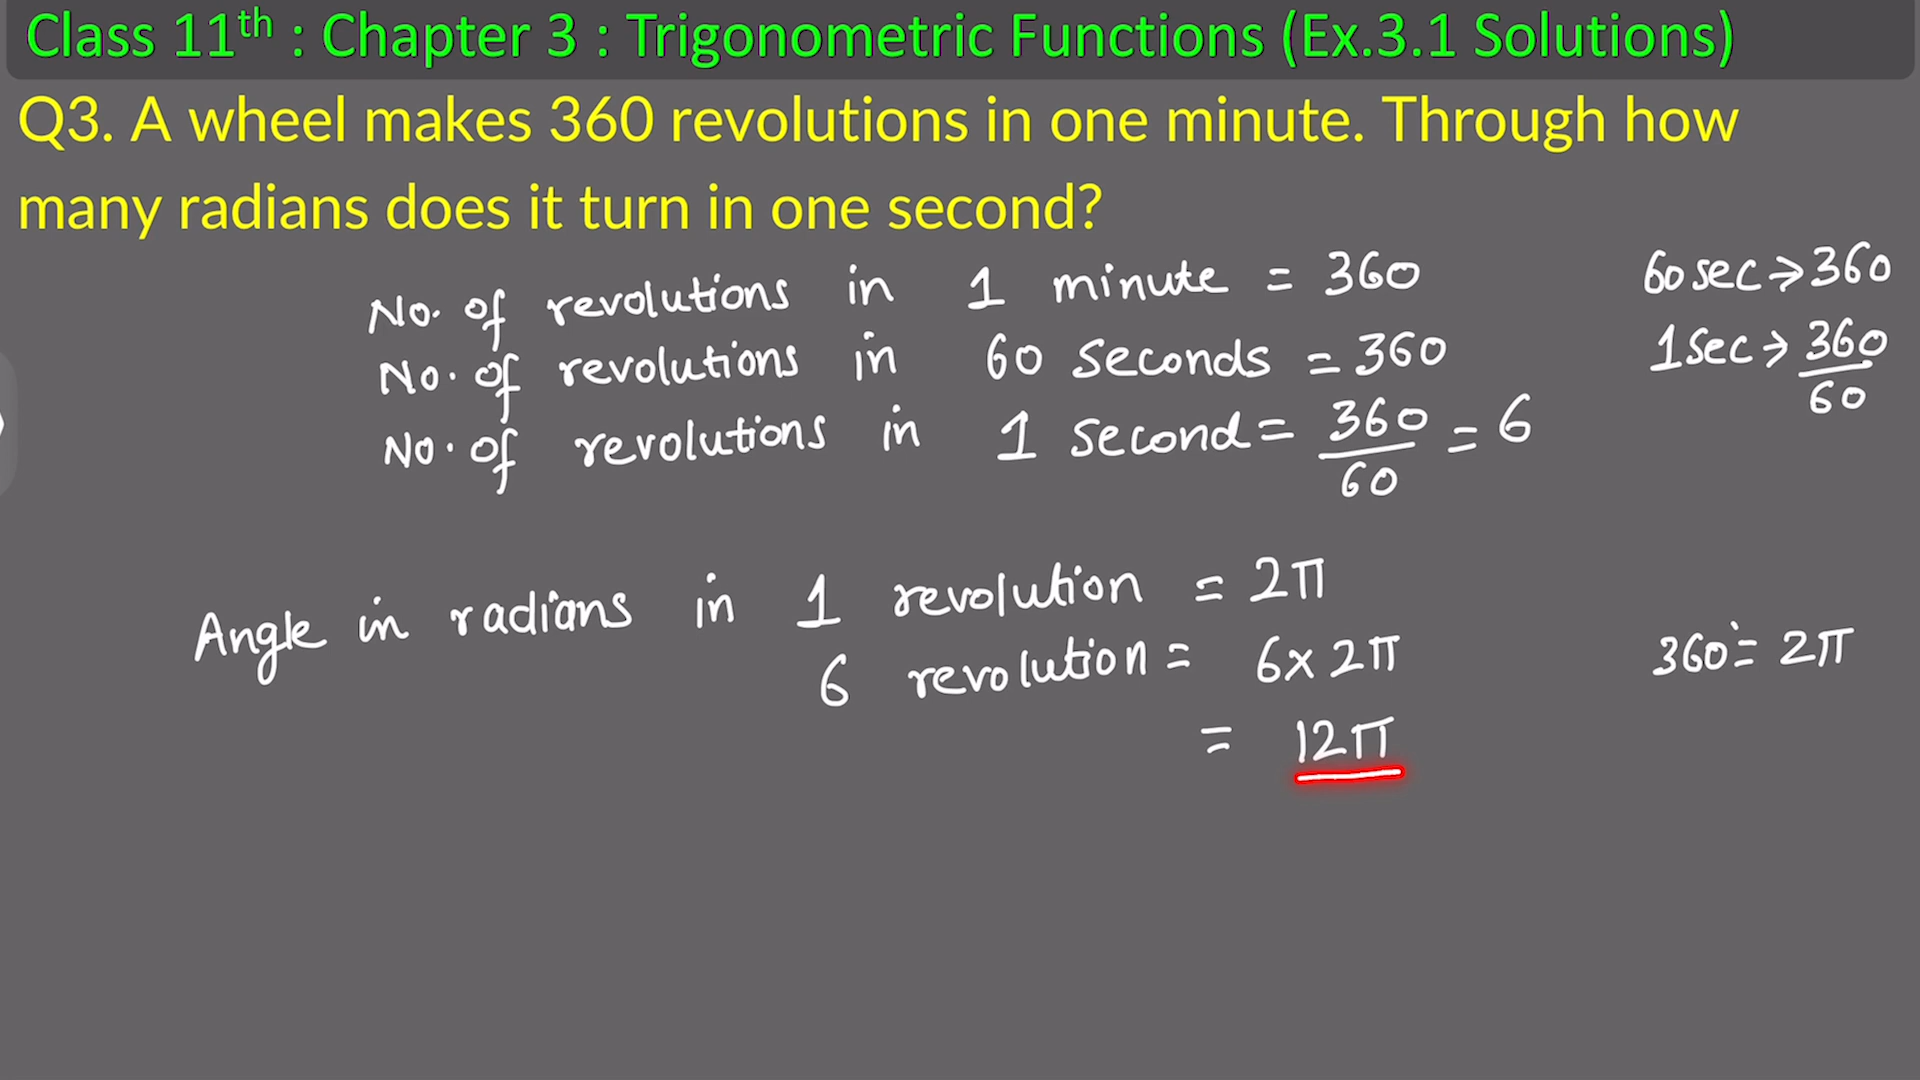 Class 11th : Chapter 3 : Trigonometric Functions (Ex.3.1 Solutions)
Q3. A wheel makes 360 revolutions in one minute. Through how
many radians does it turn in one second?
No. of revolutions in 1 minute = 360
60 sec → 360
No. of revolutions in 60 seconds = 360
1 sec → 360/60
No. of revolutions in 1 second = 360/60 = 6
Angle in radians in 1 revolution = 2π
6 revolution = 6 x 2π
360° = 2π
= 12π